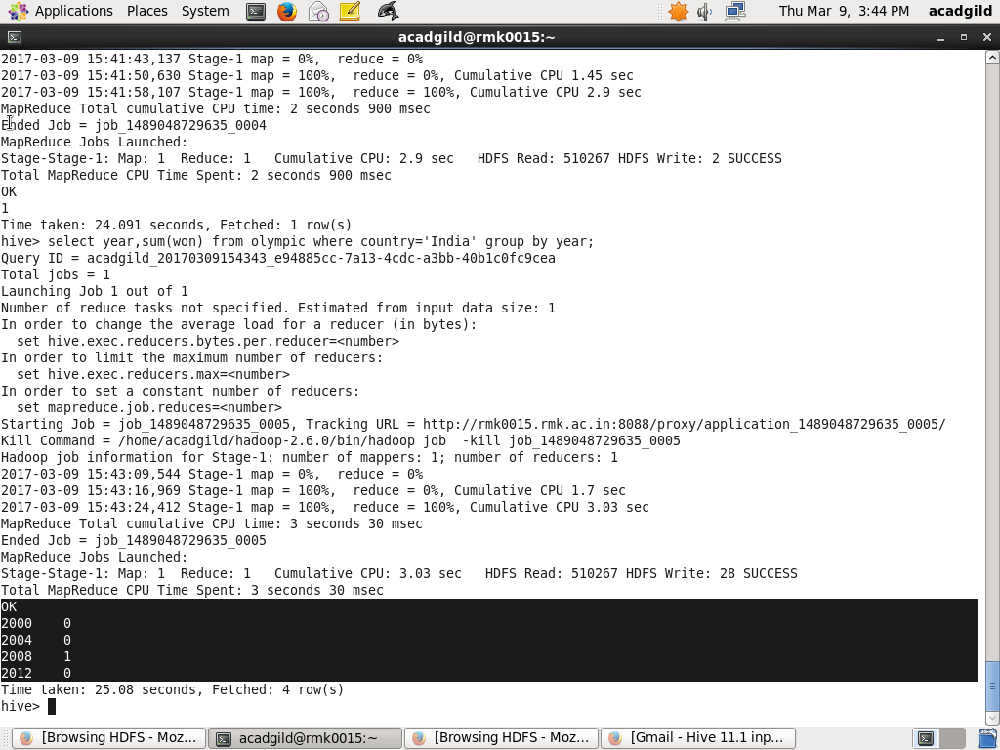 Applications Places System Thu Mar 9, 3:44 PM acadgild
acadgild@rmk0015:~
2017-03-09 15:41:43,137 Stage-1 map = 0%,  reduce = 0%
2017-03-09 15:41:50,630 Stage-1 map = 100%,  reduce = 0%, Cumulative CPU 1.45 sec
2017-03-09 15:41:58,107 Stage-1 map = 100%,  reduce = 100%, Cumulative CPU 2.9 sec
MapReduce Total cumulative CPU time: 2 seconds 900 msec
Ended Job = job_1489048729635_0004
MapReduce Jobs Launched:
Stage-Stage-1: Map: 1  Reduce: 1   Cumulative CPU: 2.9 sec   HDFS Read: 510267 HDFS Write: 2 SUCCESS
Total MapReduce CPU Time Spent: 2 seconds 900 msec
OK
1
Time taken: 24.091 seconds, Fetched: 1 row(s)
hive> select year,sum(won) from olympic where country='India' group by year;
Query ID = acadgild_20170309154343_e94885cc-7a13-4cdc-a3bb-40b1c0fc9cea
Total jobs = 1
Launching Job 1 out of 1
Number of reduce tasks not specified. Estimated from input data size: 1
In order to change the average load for a reducer (in bytes):
  set hive.exec.reducers.bytes.per.reducer=<number>
In order to limit the maximum number of reducers:
  set hive.exec.reducers.max=<number>
In order to set a constant number of reducers:
  set mapreduce.job.reduces=<number>
Starting Job = job_1489048729635_0005, Tracking URL = http://rmk0015.rmk.ac.in:8088/proxy/application_1489048729635_0005/
Kill Command = /home/acadgild/hadoop-2.6.0/bin/hadoop job  -kill job_1489048729635_0005
Hadoop job information for Stage-1: number of mappers: 1; number of reducers: 1
2017-03-09 15:43:09,544 Stage-1 map = 0%,  reduce = 0%
2017-03-09 15:43:16,969 Stage-1 map = 100%,  reduce = 0%, Cumulative CPU 1.7 sec
2017-03-09 15:43:24,412 Stage-1 map = 100%,  reduce = 100%, Cumulative CPU 3.03 sec
MapReduce Total cumulative CPU time: 3 seconds 30 msec
Ended Job = job_1489048729635_0005
MapReduce Jobs Launched:
Stage-Stage-1: Map: 1  Reduce: 1   Cumulative CPU: 3.03 sec   HDFS Read: 510267 HDFS Write: 28 SUCCESS
Total MapReduce CPU Time Spent: 3 seconds 30 msec
OK
2000    0
2004    0
2008    1
2012    0
Time taken: 25.08 seconds, Fetched: 4 row(s)
hive>
[Browsing HDFS - Moz... acadgild@rmk0015:~ [Browsing HDFS - Moz... [Gmail - Hive 11.1 inp...